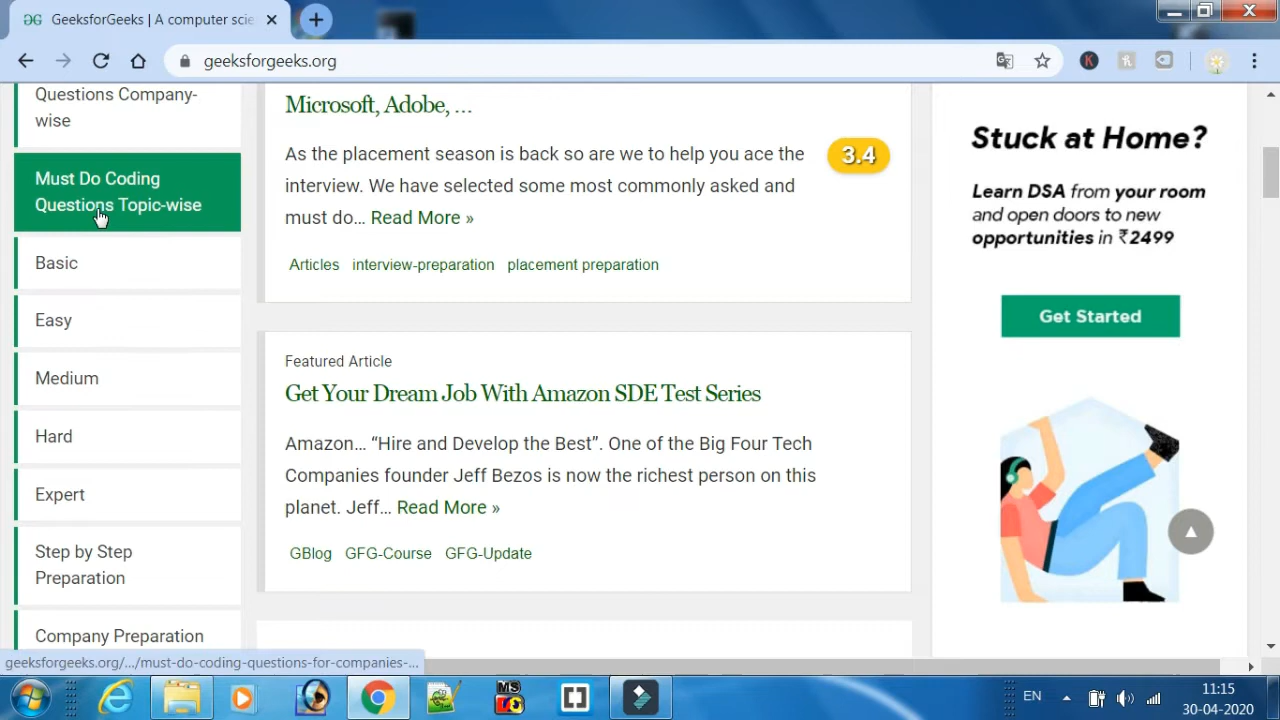 GeeksforGeeks | A computer scie
geeksforgeeks.org
Questions Company-
wise
Must Do Coding
Questions Topic-wise
Basic
Easy
Medium
Hard
Expert
Step by Step
Preparation
Company Preparation
Microsoft, Adobe, …
As the placement season is back so are we to help you ace the
interview. We have selected some most commonly asked and
must do… Read More »
3.4
Articles interview-preparation placement preparation
Featured Article
Get Your Dream Job With Amazon SDE Test Series
Amazon… “Hire and Develop the Best”. One of the Big Four Tech
Companies founder Jeff Bezos is now the richest person on this
planet. Jeff… Read More »
GBlog GFG-Course GFG-Update
Stuck at Home?
Learn DSA from your room
and open doors to new
opportunities in ₹2499
Get Started
geeksforgeeks.org/.../must-do-coding-questions-for-companies-...
MS
EN
11:15
30-04-2020